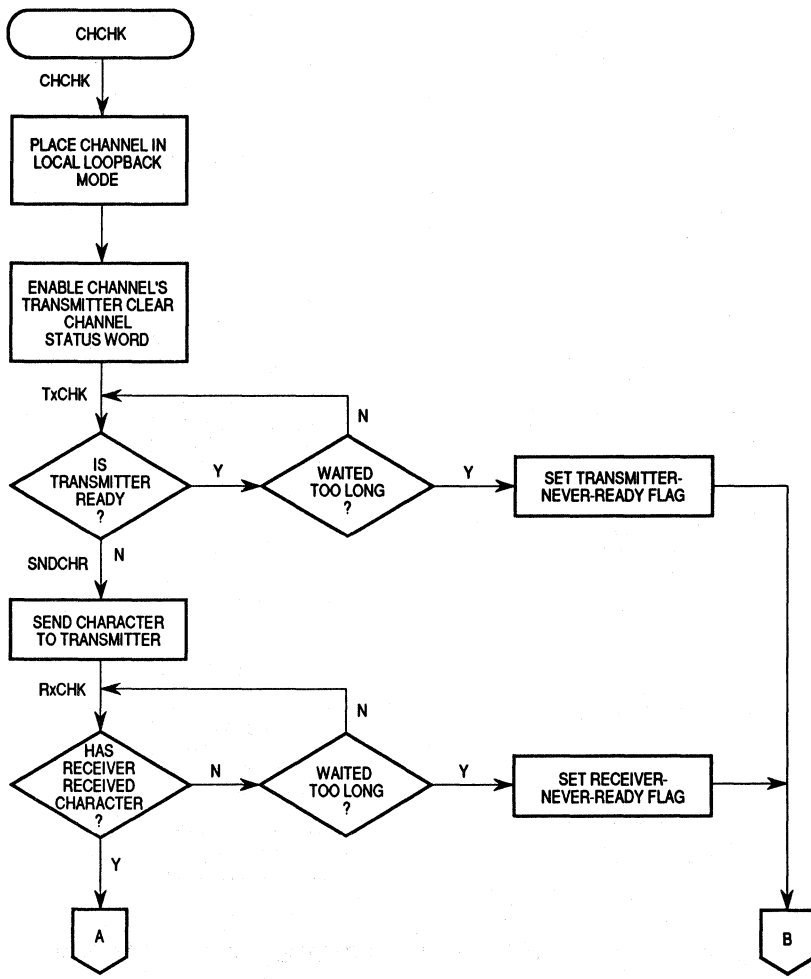 CHCHK
CHCHK
PLACE CHANNEL IN
LOCAL LOOPBACK
MODE
ENABLE CHANNEL'S
TRANSMITTER CLEAR
CHANNEL
STATUS WORD
TxCHK
N
IS
TRANSMITTER
READY
?
Y
WAITED
TOO LONG
?
Y
SET TRANSMITTER-
NEVER-READY FLAG
SNDCHR
N
SEND CHARACTER
TO TRANSMITTER
RxCHK
N
HAS
RECEIVER
RECEIVED
CHARACTER
?
N
WAITED
TOO LONG
?
Y
SET RECEIVER-
NEVER-READY FLAG
Y
A
B